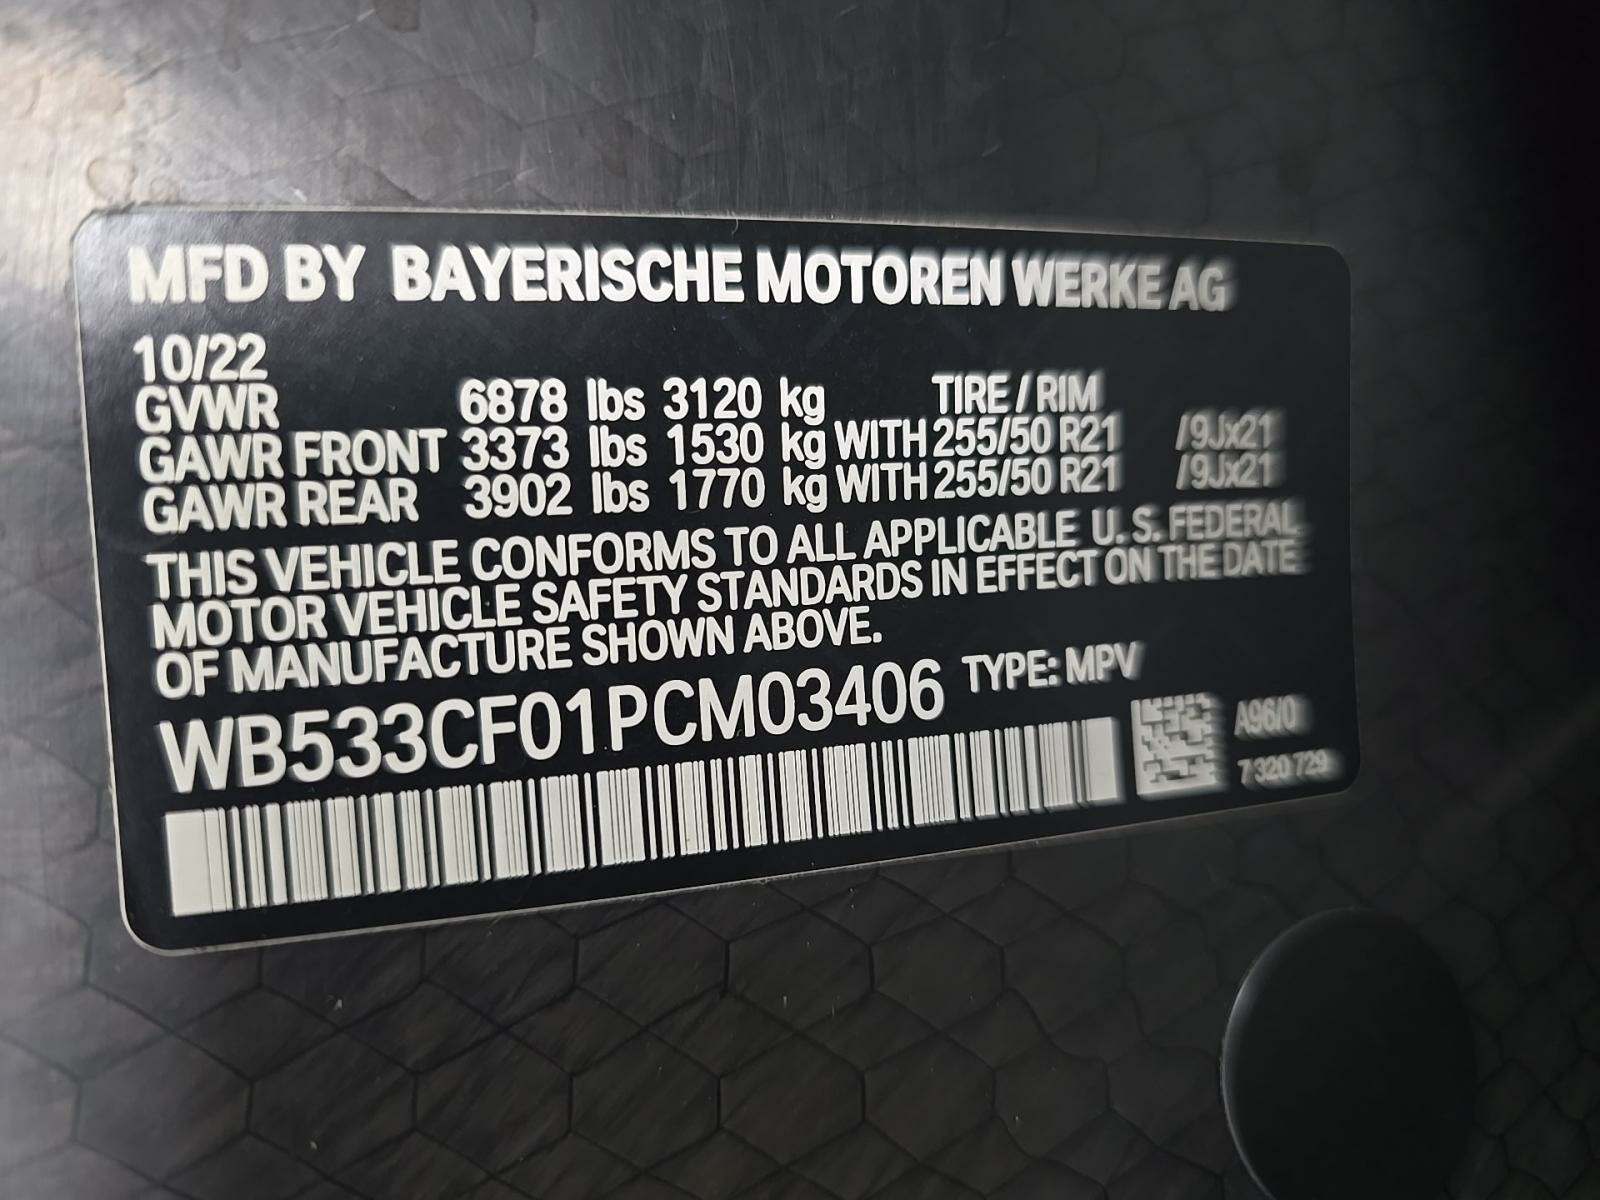 MFD BY BAYERISCHE MOTOREN WERKE AG
10/22
GVWR 6878 lbs 3120 kg TIRE / RIM
GAWR FRONT 3373 lbs 1530 kg WITH 255/50 R21 /9Jx21
GAWR REAR 3902 lbs 1770 kg WITH 255/50 R21 /9Jx21
THIS VEHICLE CONFORMS TO ALL APPLICABLE U. S. FEDERAL
MOTOR VEHICLE SAFETY STANDARDS IN EFFECT ON THE DATE
OF MANUFACTURE SHOWN ABOVE.
WB533CF01PCM03406 TYPE: MPV
A96/0
7 320 729